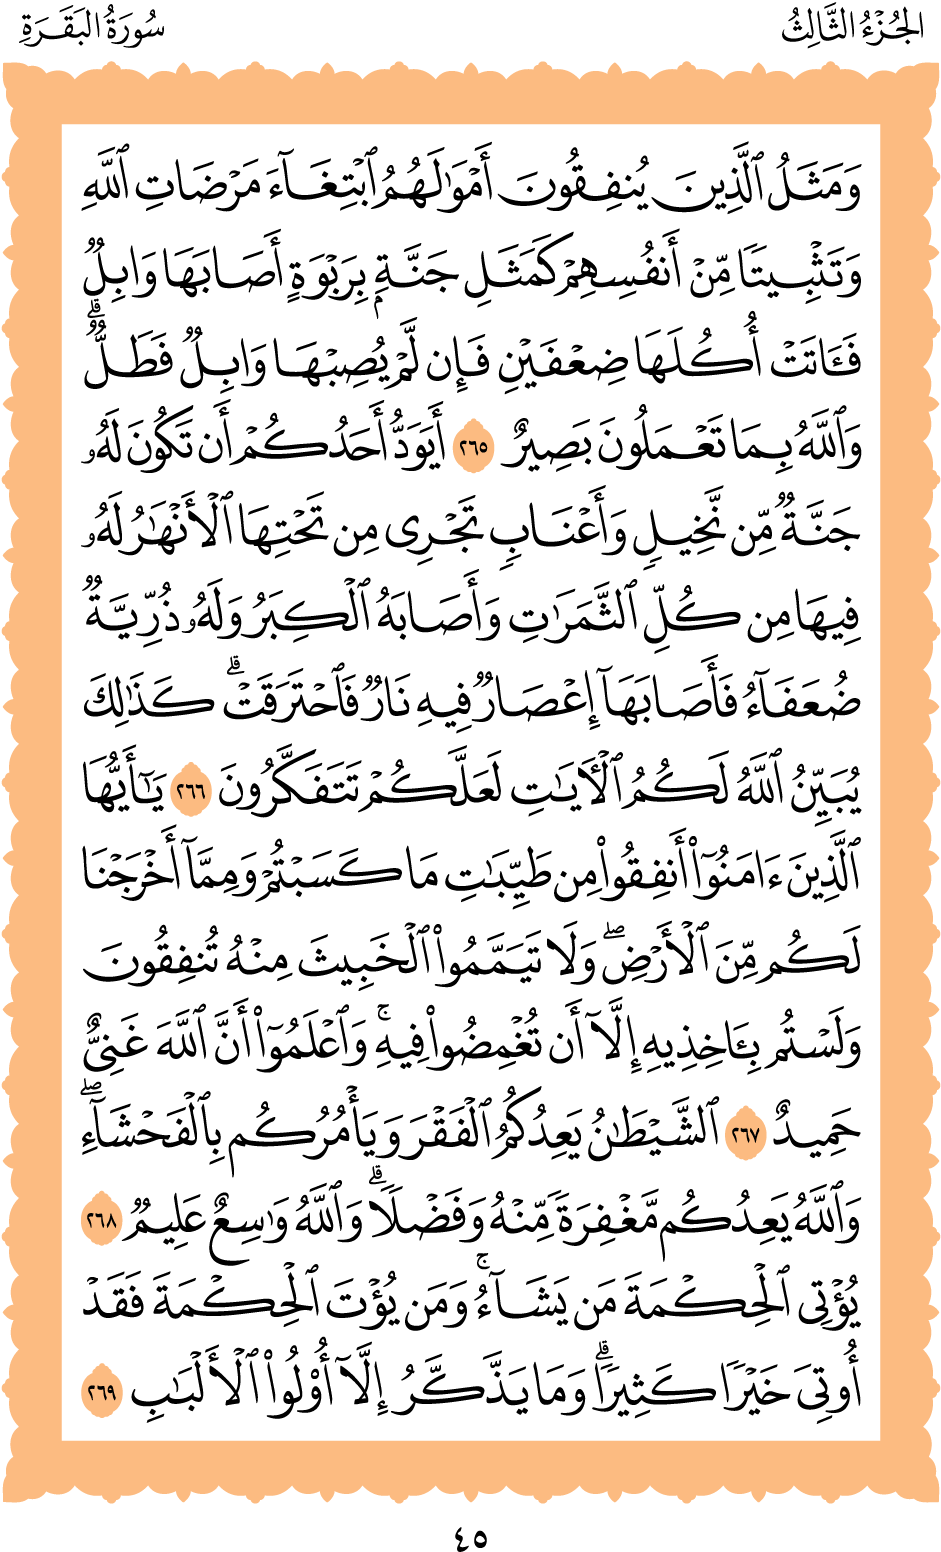 الجُزْءُ الثَّالِثُ
سُورَةُ البَقَرَةِ
وَمَثَلُ ٱلَّذِينَ يُنفِقُونَ أَمْوَٰلَهُمُ ٱبْتِغَآءَ مَرْضَاتِ ٱللَّهِ
وَتَثْبِيتًا مِّنْ أَنفُسِهِمْ كَمَثَلِ جَنَّةٍۭ بِرَبْوَةٍ أَصَابَهَا وَابِلٌ
فَـَٔاتَتْ أُكُلَهَا ضِعْفَيْنِ فَإِن لَّمْ يُصِبْهَا وَابِلٌ فَطَلٌّ ۗ
وَٱللَّهُ بِمَا تَعْمَلُونَ بَصِيرٌ ٢٦٥ أَيَوَدُّ أَحَدُكُمْ أَن تَكُونَ لَهُۥ
جَنَّةٌ مِّن نَّخِيلٍ وَأَعْنَابٍ تَجْرِى مِن تَحْتِهَا ٱلْأَنْهَٰرُ لَهُۥ
فِيهَا مِن كُلِّ ٱلثَّمَرَٰتِ وَأَصَابَهُ ٱلْكِبَرُ وَلَهُۥ ذُرِّيَّةٌ
ضُعَفَآءُ فَأَصَابَهَآ إِعْصَارٌ فِيهِ نَارٌ فَٱحْتَرَقَتْ ۗ كَذَٰلِكَ
يُبَيِّنُ ٱللَّهُ لَكُمُ ٱلْـَٔايَٰتِ لَعَلَّكُمْ تَتَفَكَّرُونَ ٢٦٦ يَٰٓأَيُّهَا
ٱلَّذِينَ ءَامَنُوٓا۟ أَنفِقُوا۟ مِن طَيِّبَٰتِ مَا كَسَبْتُمْ وَمِمَّآ أَخْرَجْنَا
لَكُم مِّنَ ٱلْأَرْضِ ۖ وَلَا تَيَمَّمُوا۟ ٱلْخَبِيثَ مِنْهُ تُنفِقُونَ
وَلَسْتُم بِـَٔاخِذِيهِ إِلَّآ أَن تُغْمِضُوا۟ فِيهِ ۚ وَٱعْلَمُوٓا۟ أَنَّ ٱللَّهَ غَنِىٌّ
حَمِيدٌ ٢٦٧ ٱلشَّيْطَٰنُ يَعِدُكُمُ ٱلْفَقْرَ وَيَأْمُرُكُم بِٱلْفَحْشَآءِ ۖ
وَٱللَّهُ يَعِدُكُم مَّغْفِرَةً مِّنْهُ وَفَضْلًا ۗ وَٱللَّهُ وَٰسِعٌ عَلِيمٌ ٢٦٨
يُؤْتِى ٱلْحِكْمَةَ مَن يَشَآءُ ۚ وَمَن يُؤْتَ ٱلْحِكْمَةَ فَقَدْ
أُوتِىَ خَيْرًا كَثِيرًا ۗ وَمَا يَذَّكَّرُ إِلَّآ أُو۟لُوا۟ ٱلْأَلْبَٰبِ ٢٦٩
٤٥